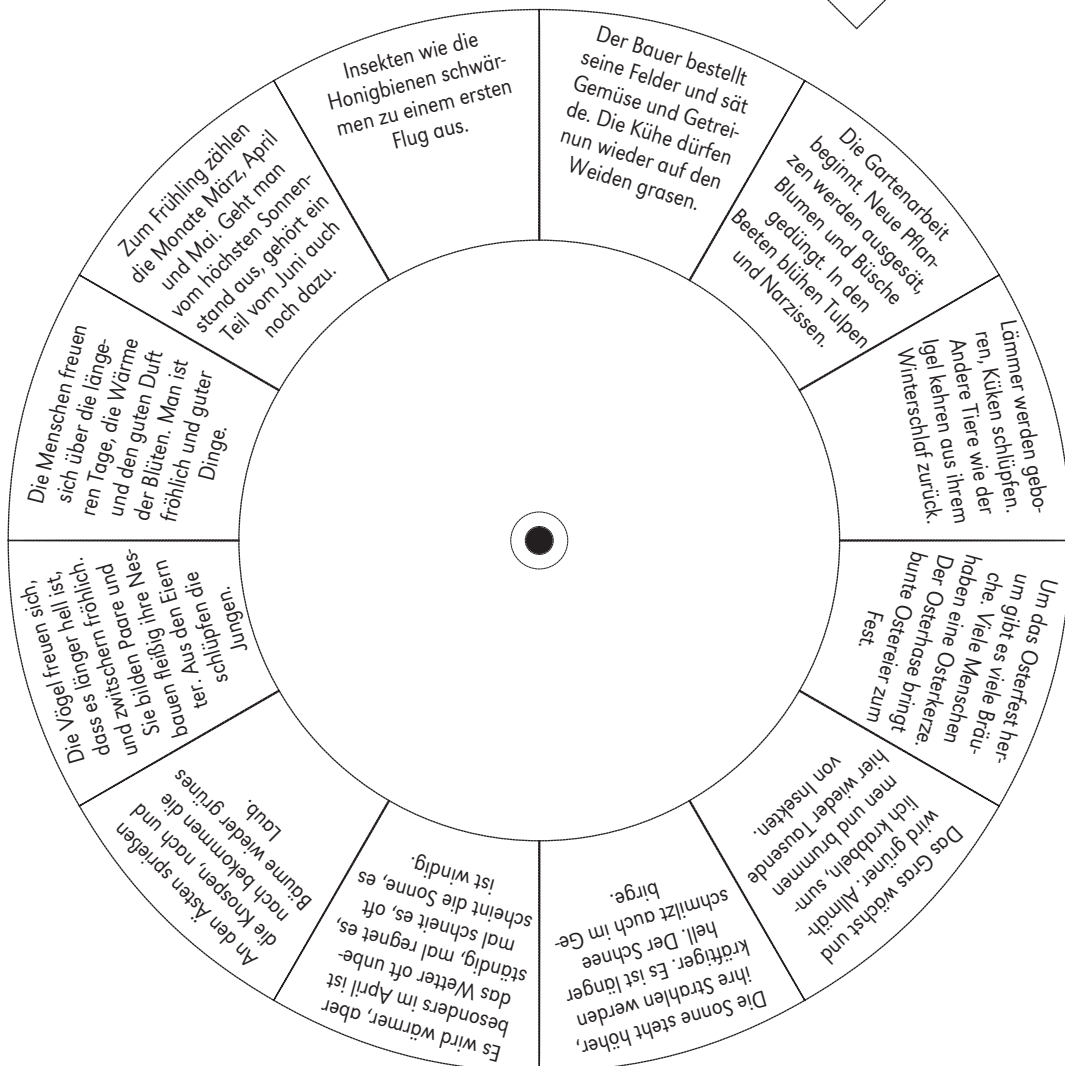 Insekten wie die
Honigbienen schwär-
men zu einem ersten
Flug aus.
Der Bauer bestellt
seine Felder und sät
Gemüse und Getrei-
de. Die Kühe dürfen
nun wieder auf den
Weiden grasen.
Die Gartenarbeit
beginnt. Neue Pflan-
zen werden ausgesät,
Blumen und Büsche
gedüngt. In den
Beeten blühen Tulpen
und Narzissen.
Lämmer werden gebo-
ren, Küken schlüpfen.
Andere Tiere wie der
Igel kehren aus ihrem
Winterschlaf zurück.
Um das Osterfest her-
um gibt es viele Bräu-
che. Viele Menschen
haben eine Osterkerze.
Der Osterhase bringt
bunte Ostereier zum
Fest.
Das Gras wächst und
wird grüner. Allmäh-
lich krabbeln, sum-
men und brummen
hier wieder Tausende
von Insekten.
Die Sonne steht höher,
ihre Strahlen werden
kräftiger. Es ist länger
hell. Der Schnee
schmilzt auch im Ge-
birge.
Es wird wärmer, aber
besonders im April ist
das Wetter oft unbe-
ständig, mal regnet es,
mal schneit es, oft
scheint die Sonne, es
ist windig.
An den Ästen sprießen
die Knospen, nach und
nach bekommen die
Bäume wieder grünes
Laub.
Die Vögel freuen sich,
dass es länger hell ist,
und zwitschern fröhlich.
Sie bilden Paare und
bauen fleißig ihre Nes-
ter. Aus den Eiern
schlüpfen die
Jungen.
Die Menschen freuen
sich über die länge-
ren Tage, die Wärme
und den guten Duft
der Blüten. Man ist
fröhlich und guter
Dinge.
Zum Frühling zählen
die Monate März, April
und Mai. Geht man
vom höchsten Sonnen-
stand aus, gehört ein
Teil vom Juni auch
noch dazu.